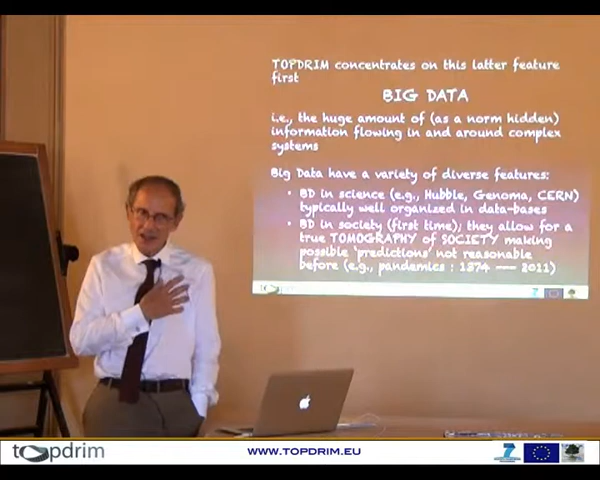 TOPDRIM concentrates on this latter feature
first
BIG DATA
i.e., the huge amount of (as a norm hidden)
information flowing in and around complex
systems
Big Data have a variety of diverse features:
• BD in science (e.g., Hubble, Genoma, CERN)
typically well organized in data-bases
• BD in society (first time); they allow for a
true TOMOGRAPHY of SOCIETY making
possible 'predictions' not reasonable
before (e.g., pandemics : 1374 —— 2011)
topdrim
WWW.TOPDRIM.EU